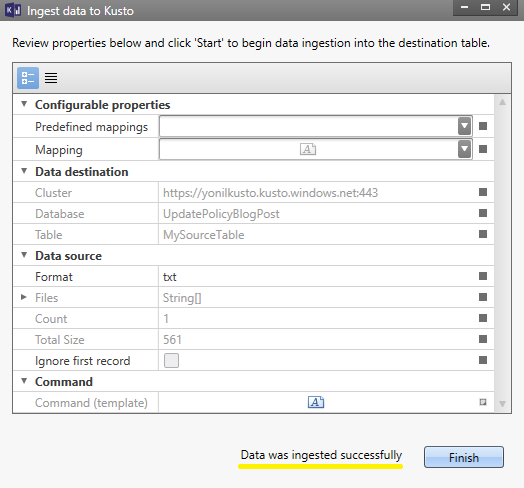 Ingest data to Kusto
Review properties below and click 'Start' to begin data ingestion into the destination table.
Configurable properties
Predefined mappings
Mapping
Data destination
Cluster https://yonilkusto.kusto.windows.net:443
Database UpdatePolicyBlogPost
Table MySourceTable
Data source
Format txt
Files String[]
Count 1
Total Size 561
Ignore first record
Command
Command (template)
Data was ingested successfully
Finish